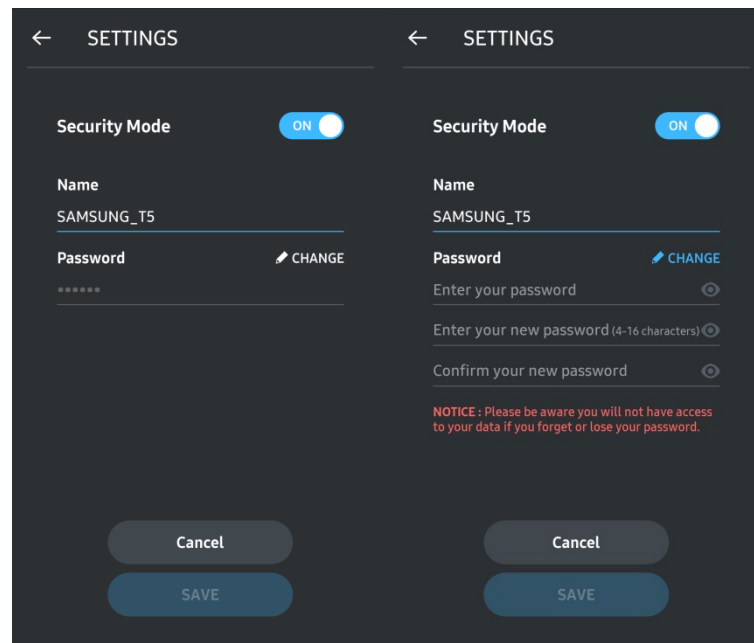 SETTINGS
Security Mode
ON
Name
SAMSUNG_T5
Password
CHANGE
••••••
Cancel
SAVE
SETTINGS
Security Mode
ON
Name
SAMSUNG_T5
Password
CHANGE
Enter your password
Enter your new password (4-16 characters)
Confirm your new password
NOTICE : Please be aware you will not have access
to your data if you forget or lose your password.
Cancel
SAVE